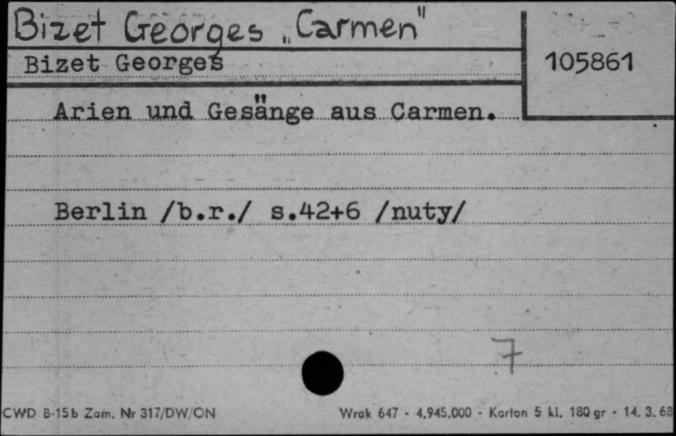 Bizet Georges „Carmen"
Bizet Georges
105861
Arien und Gesänge aus Carmen.
Berlin /b.r./ s.42+6 /nuty/
7
CWD B-15b Zam. Nr 317/DW/ON Wrak 647 - 4.945.000 - Karton 5 kl. 180 gr - 14. 3. 68